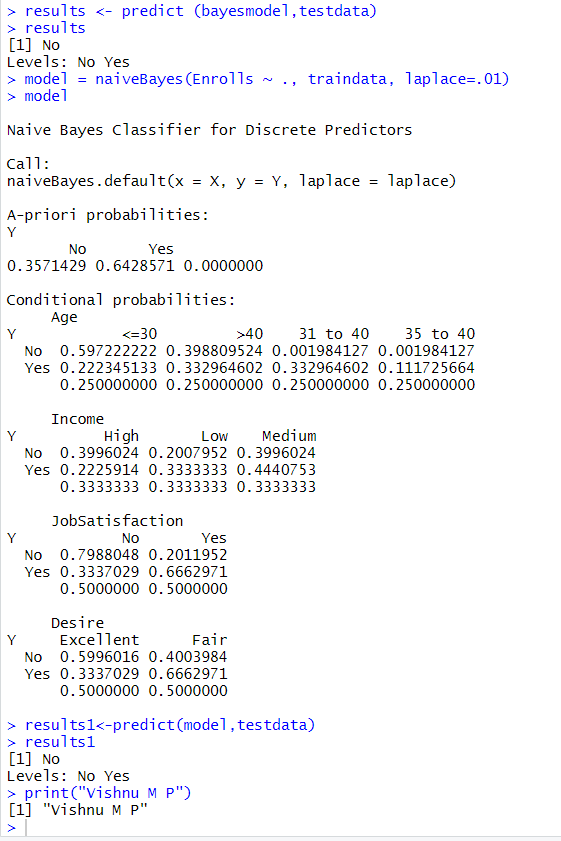 > results <- predict (bayesmodel,testdata)
> results
[1] No
Levels: No Yes
> model = naiveBayes(Enrolls ~ ., traindata, laplace=.01)
> model

Naive Bayes Classifier for Discrete Predictors

Call:
naiveBayes.default(x = X, y = Y, laplace = laplace)

A-priori probabilities:
Y
       No       Yes
0.3571429 0.6428571 0.0000000

Conditional probabilities:
     Age
Y            <=30         >40    31 to 40    35 to 40
  No  0.597222222 0.398809524 0.001984127 0.001984127
  Yes 0.222345133 0.332964602 0.332964602 0.111725664
      0.250000000 0.250000000 0.250000000 0.250000000

     Income
Y          High       Low    Medium
  No  0.3996024 0.2007952 0.3996024
  Yes 0.2225914 0.3333333 0.4440753
      0.3333333 0.3333333 0.3333333

     JobSatisfaction
Y            No       Yes
  No  0.7988048 0.2011952
  Yes 0.3337029 0.6662971
      0.5000000 0.5000000

     Desire
Y     Excellent      Fair
  No  0.5996016 0.4003984
  Yes 0.3337029 0.6662971
      0.5000000 0.5000000

> results1<-predict(model,testdata)
> results1
[1] No
Levels: No Yes
> print("Vishnu M P")
[1] "Vishnu M P"
>